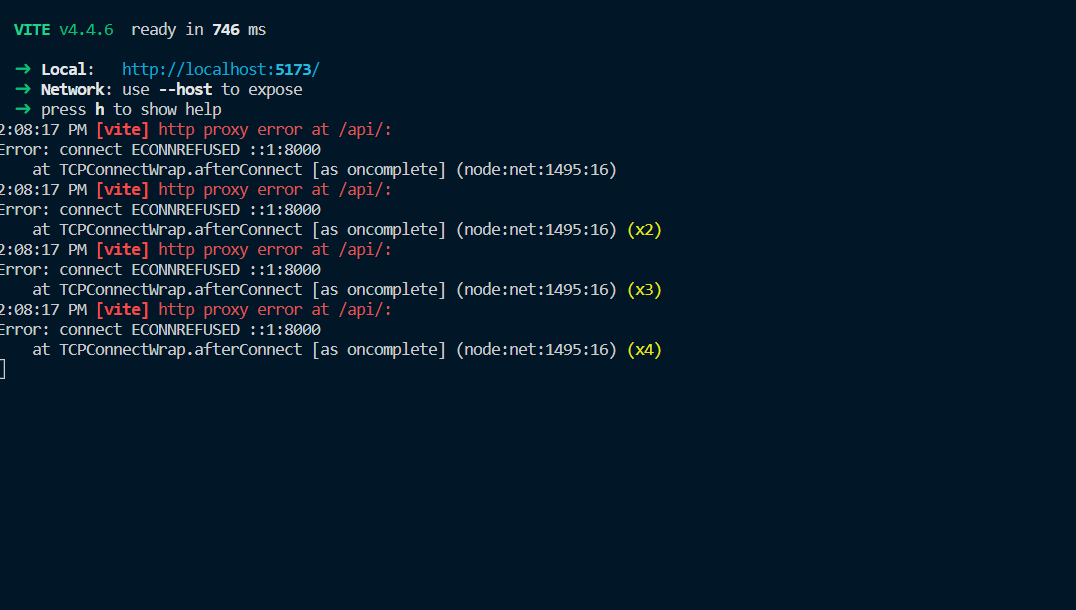 VITE v4.4.6  ready in 746 ms
➜ Local:   http://localhost:5173/
➜ Network: use --host to expose
➜ press h to show help
2:08:17 PM [vite] http proxy error at /api/:
Error: connect ECONNREFUSED ::1:8000
    at TCPConnectWrap.afterConnect [as oncomplete] (node:net:1495:16)
2:08:17 PM [vite] http proxy error at /api/:
Error: connect ECONNREFUSED ::1:8000
    at TCPConnectWrap.afterConnect [as oncomplete] (node:net:1495:16) (x2)
2:08:17 PM [vite] http proxy error at /api/:
Error: connect ECONNREFUSED ::1:8000
    at TCPConnectWrap.afterConnect [as oncomplete] (node:net:1495:16) (x3)
2:08:17 PM [vite] http proxy error at /api/:
Error: connect ECONNREFUSED ::1:8000
    at TCPConnectWrap.afterConnect [as oncomplete] (node:net:1495:16) (x4)